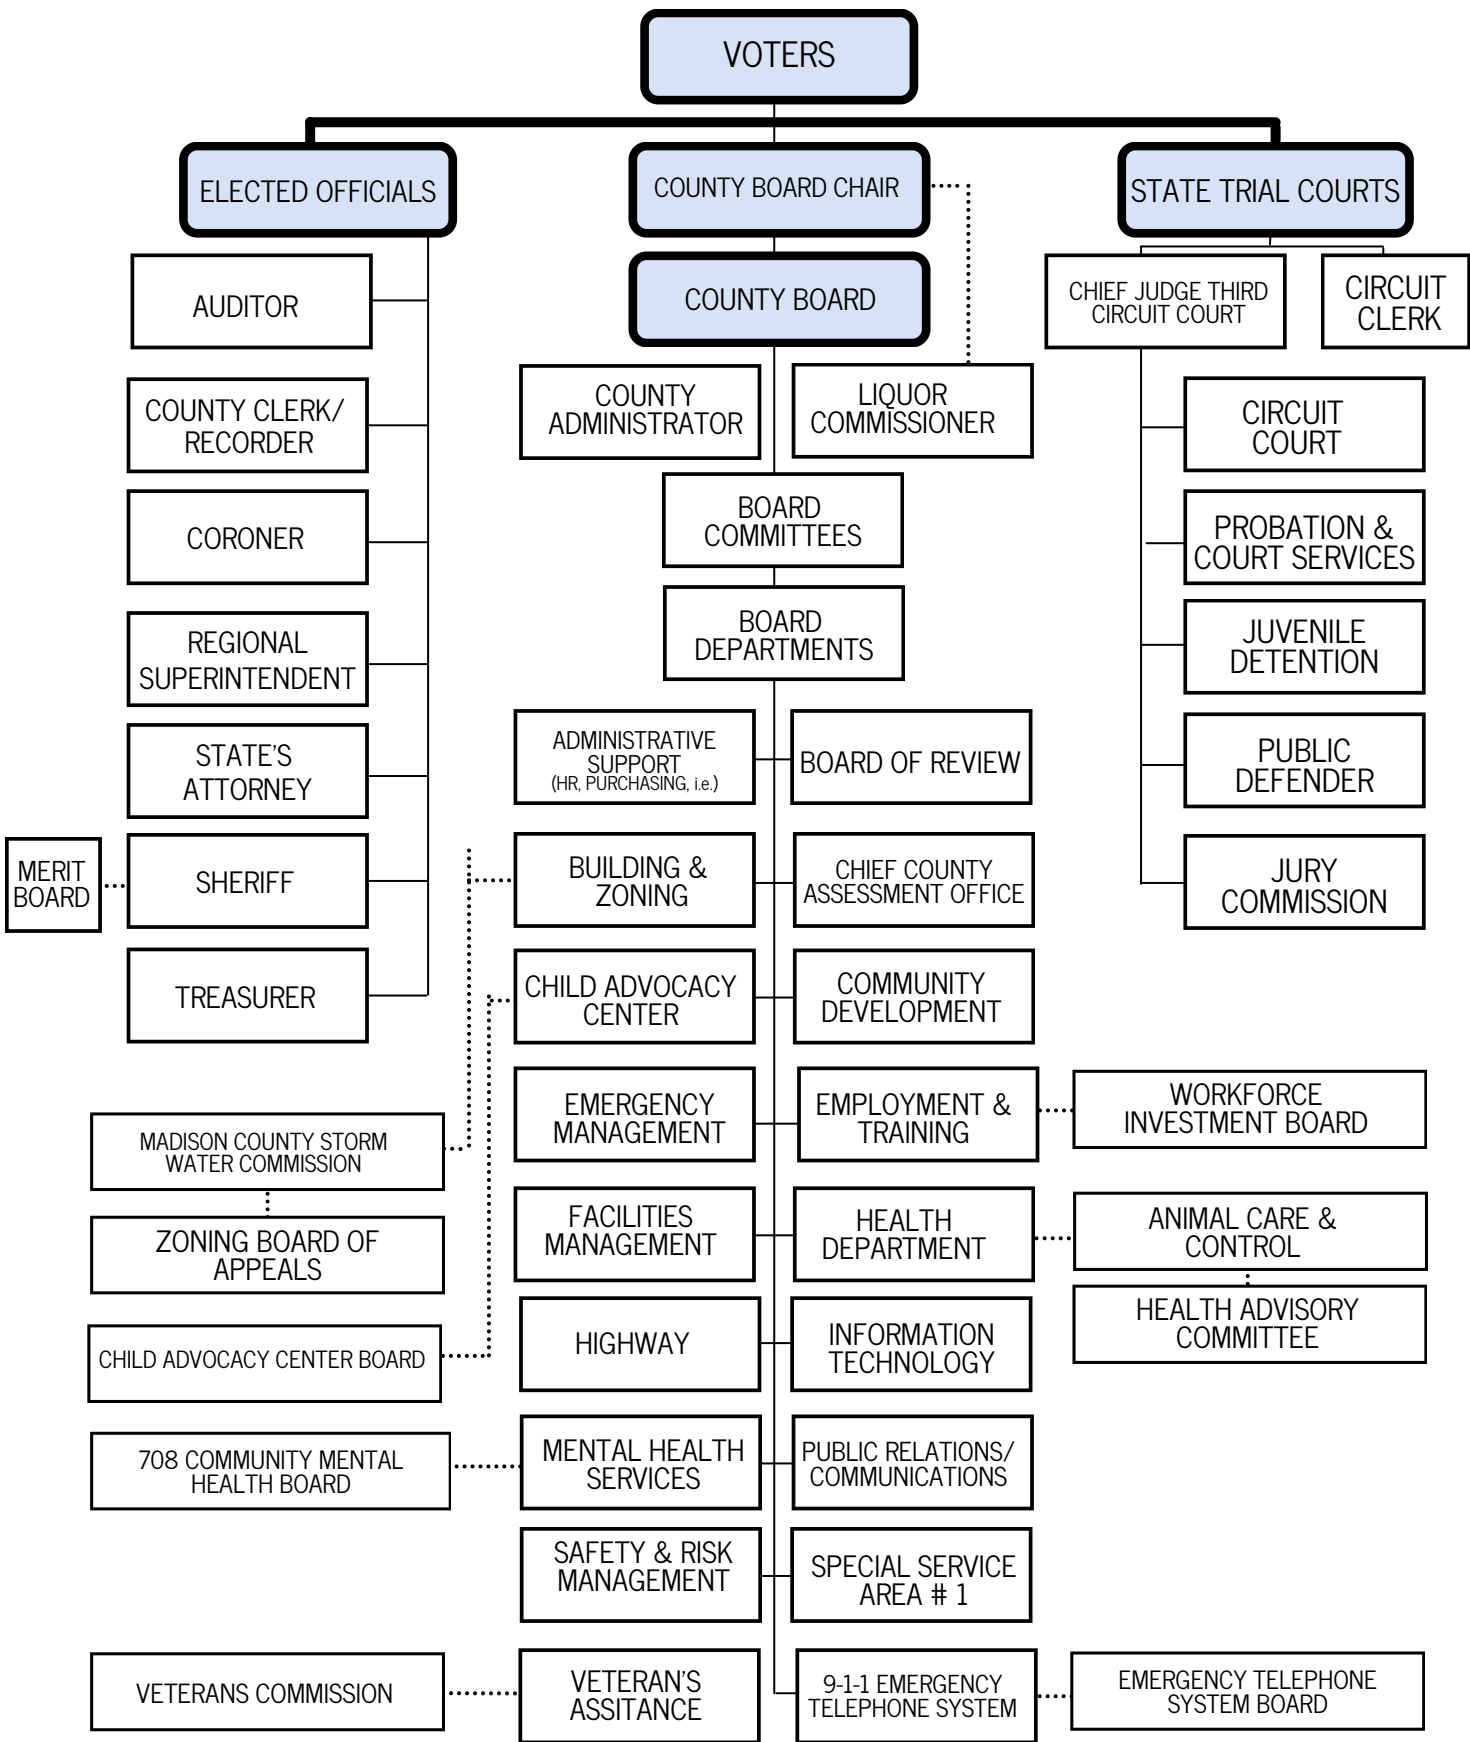 VOTERS
ELECTED OFFICIALS
COUNTY BOARD CHAIR
STATE TRIAL COURTS
COUNTY BOARD
AUDITOR
CHIEF JUDGE THIRD
CIRCUIT COURT
CIRCUIT
CLERK
COUNTY CLERK/
RECORDER
COUNTY
ADMINISTRATOR
LIQUOR
COMMISSIONER
CIRCUIT
COURT
CORONER
BOARD
COMMITTEES
PROBATION &
COURT SERVICES
REGIONAL
SUPERINTENDENT
BOARD
DEPARTMENTS
JUVENILE
DETENTION
STATE'S
ATTORNEY
ADMINISTRATIVE
SUPPORT
(HR, PURCHASING, i.e.)
BOARD OF REVIEW
PUBLIC
DEFENDER
MERIT
BOARD
SHERIFF
BUILDING &
ZONING
CHIEF COUNTY
ASSESSMENT OFFICE
JURY
COMMISSION
TREASURER
CHILD ADVOCACY
CENTER
COMMUNITY
DEVELOPMENT
MADISON COUNTY STORM
WATER COMMISSION
EMERGENCY
MANAGEMENT
EMPLOYMENT &
TRAINING
WORKFORCE
INVESTMENT BOARD
ZONING BOARD OF
APPEALS
FACILITIES
MANAGEMENT
HEALTH
DEPARTMENT
ANIMAL CARE &
CONTROL
CHILD ADVOCACY CENTER BOARD
HIGHWAY
INFORMATION
TECHNOLOGY
HEALTH ADVISORY
COMMITTEE
708 COMMUNITY MENTAL
HEALTH BOARD
MENTAL HEALTH
SERVICES
PUBLIC RELATIONS/
COMMUNICATIONS
SAFETY & RISK
MANAGEMENT
SPECIAL SERVICE
AREA # 1
VETERANS COMMISSION
VETERAN'S
ASSITANCE
9-1-1 EMERGENCY
TELEPHONE SYSTEM
EMERGENCY TELEPHONE
SYSTEM BOARD